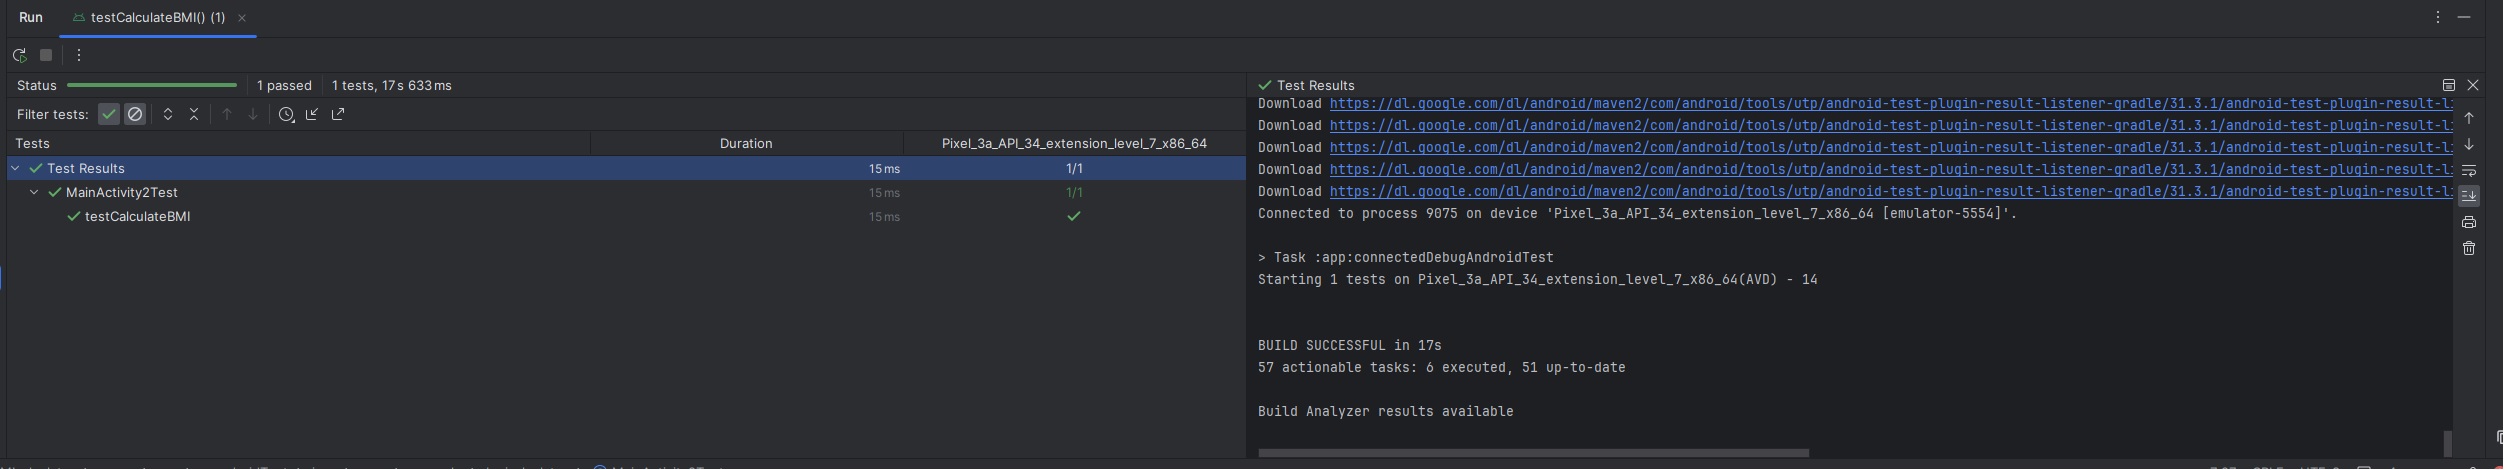 Run testCalculateBMI() (1)
Status 1 passed 1 tests, 17 s 633 ms
Filter tests:
Tests Duration Pixel_3a_API_34_extension_level_7_x86_64
Test Results 15 ms 1/1
MainActivity2Test 15 ms 1/1
testCalculateBMI 15 ms
Test Results
Download https://dl.google.com/dl/android/maven2/com/android/tools/utp/android-test-plugin-result-listener-gradle/31.3.1/android-test-plugin-result-li
Download https://dl.google.com/dl/android/maven2/com/android/tools/utp/android-test-plugin-result-listener-gradle/31.3.1/android-test-plugin-result-li
Download https://dl.google.com/dl/android/maven2/com/android/tools/utp/android-test-plugin-result-listener-gradle/31.3.1/android-test-plugin-result-li
Download https://dl.google.com/dl/android/maven2/com/android/tools/utp/android-test-plugin-result-listener-gradle/31.3.1/android-test-plugin-result-li
Download https://dl.google.com/dl/android/maven2/com/android/tools/utp/android-test-plugin-result-listener-gradle/31.3.1/android-test-plugin-result-li
Connected to process 9075 on device 'Pixel_3a_API_34_extension_level_7_x86_64 [emulator-5554]'.
> Task :app:connectedDebugAndroidTest
Starting 1 tests on Pixel_3a_API_34_extension_level_7_x86_64(AVD) - 14
BUILD SUCCESSFUL in 17s
57 actionable tasks: 6 executed, 51 up-to-date
Build Analyzer results available